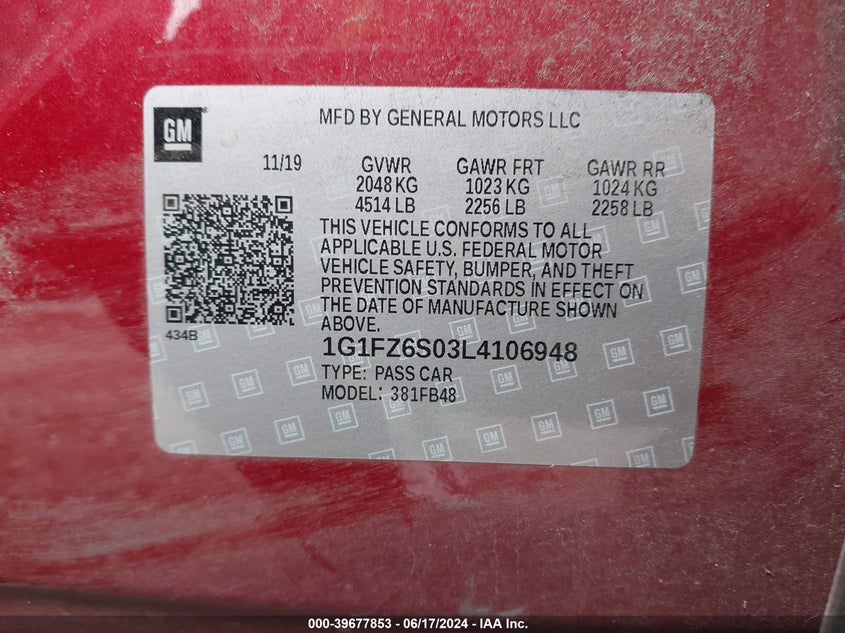 GM
MFD BY GENERAL MOTORS LLC
11/19 GVWR GAWR FRT GAWR RR
2048 KG 1023 KG 1024 KG
4514 LB 2256 LB 2258 LB
THIS VEHICLE CONFORMS TO ALL
APPLICABLE U.S. FEDERAL MOTOR
VEHICLE SAFETY, BUMPER, AND THEFT
PREVENTION STANDARDS IN EFFECT ON
THE DATE OF MANUFACTURE SHOWN
ABOVE.
434B
1G1FZ6S03L4106948
TYPE: PASS CAR
MODEL: 381FB48
000-39677853 - 06/17/2024 - IAA Inc.